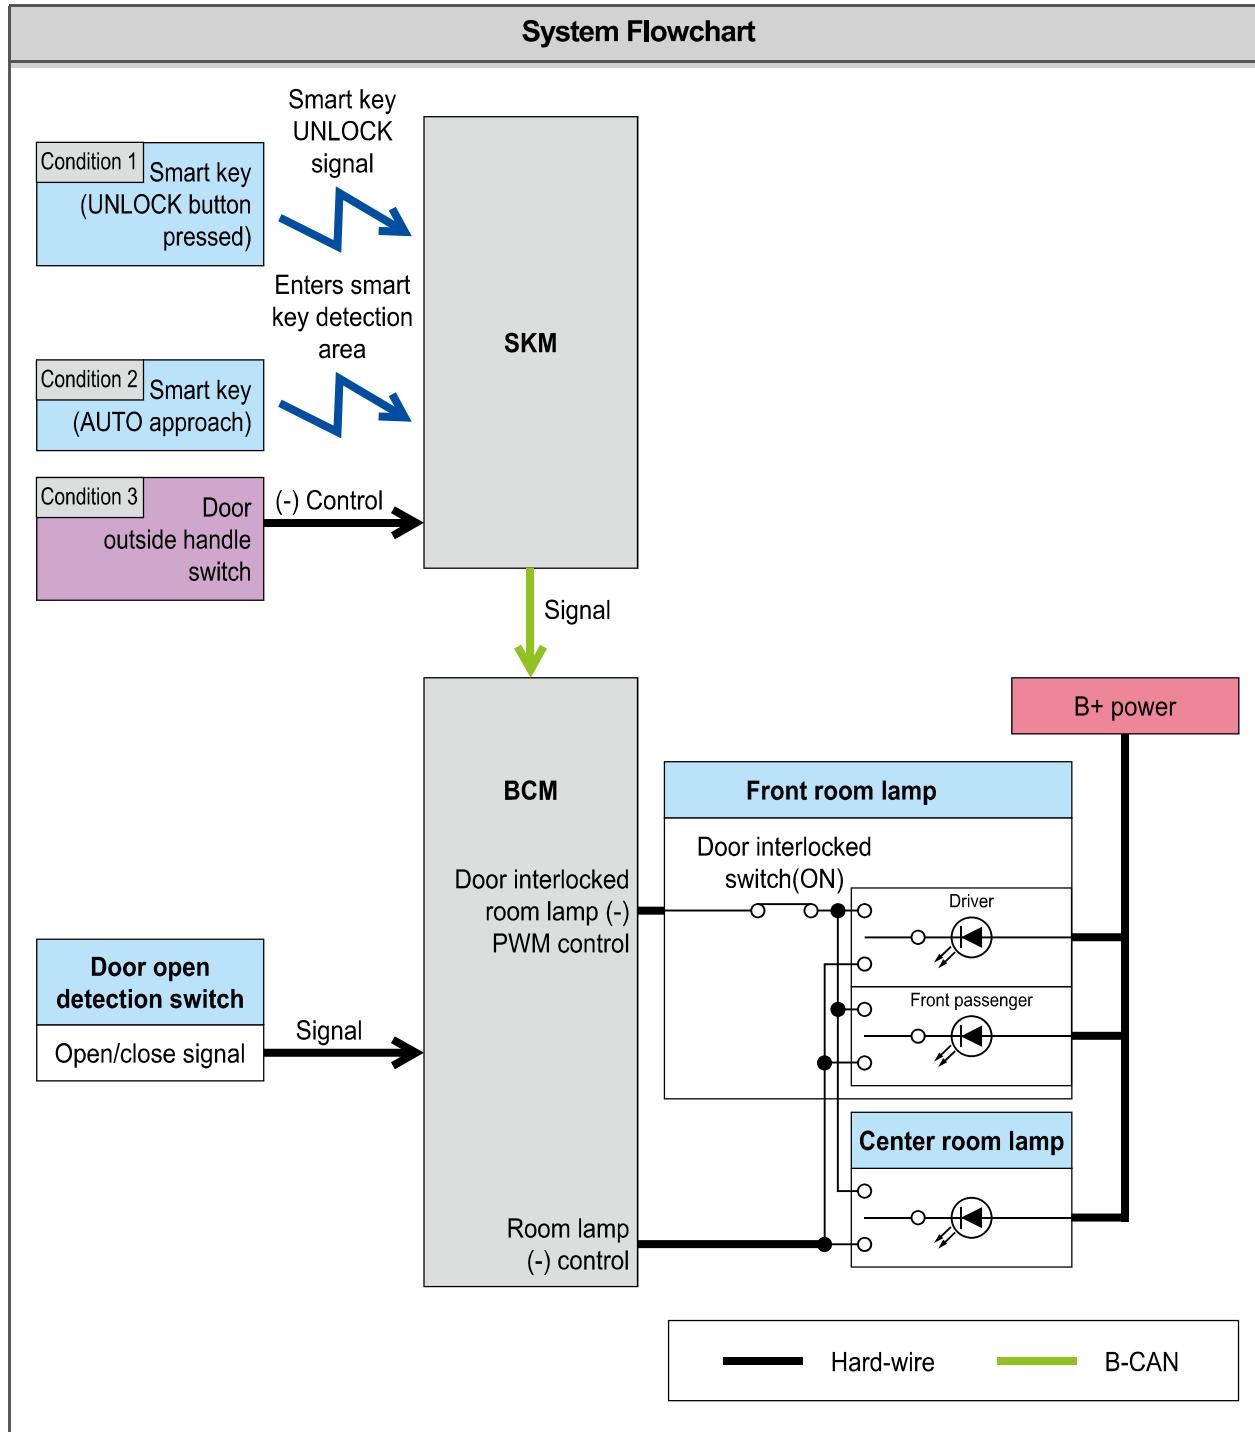 System Flowchart
Smart key
UNLOCK
signal
Condition 1
Smart key
(UNLOCK button
pressed)
Enters smart
key detection
area
SKM
Condition 2
Smart key
(AUTO approach)
Condition 3
Door
outside handle
switch
(-) Control
Signal
B+ power
BCM
Front room lamp
Door interlocked
switch(ON)
Door interlocked
room lamp (-)
PWM control
Driver
Front passenger
Door open
detection switch
Open/close signal
Signal
Center room lamp
Room lamp
(-) control
Hard-wire
B-CAN